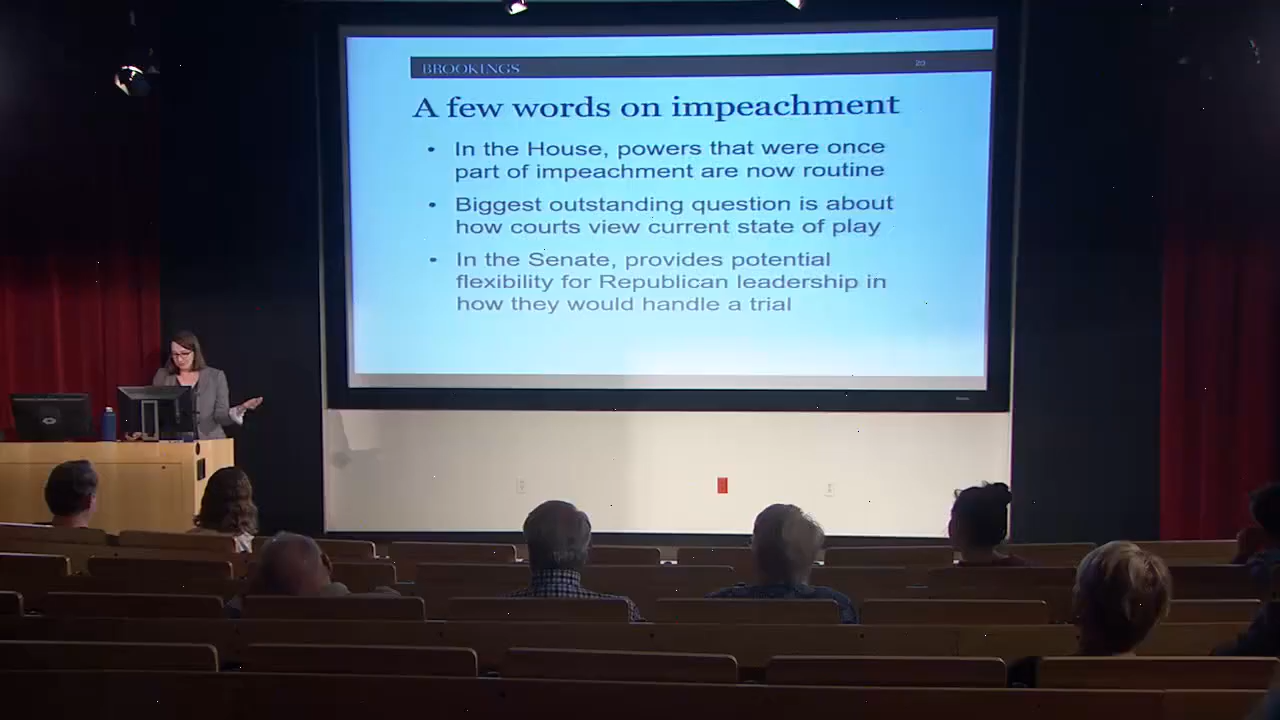 BROOKINGS
20
A few words on impeachment
• In the House, powers that were once
part of impeachment are now routine
• Biggest outstanding question is about
how courts view current state of play
• In the Senate, provides potential
flexibility for Republican leadership in
how they would handle a trial